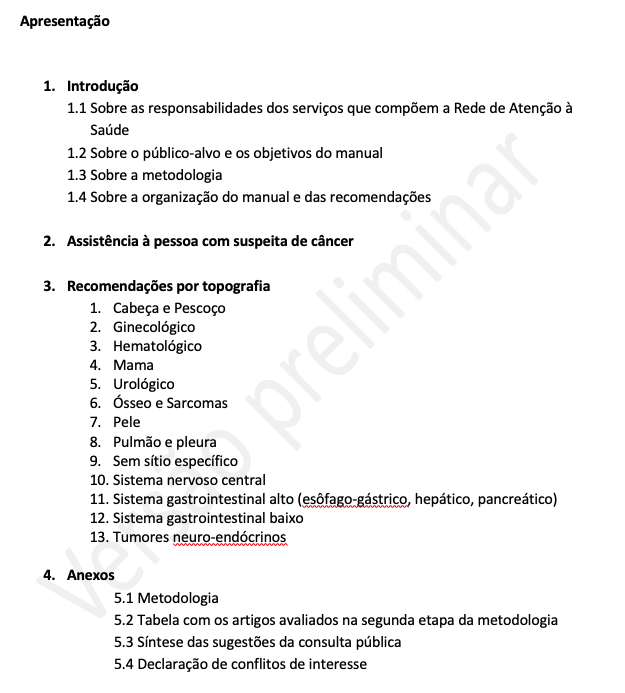 Apresentação
1. Introdução
1.1 Sobre as responsabilidades dos serviços que compõem a Rede de Atenção à
Saúde
1.2 Sobre o público-alvo e os objetivos do manual
1.3 Sobre a metodologia
1.4 Sobre a organização do manual e das recomendações
2. Assistência à pessoa com suspeita de câncer
3. Recomendações por topografia
1. Cabeça e Pescoço
2. Ginecológico
3. Hematológico
4. Mama
5. Urológico
6. Ósseo e Sarcomas
7. Pele
8. Pulmão e pleura
9. Sem sítio específico
10. Sistema nervoso central
11. Sistema gastrointestinal alto (esôfago-gástrico, hepático, pancreático)
12. Sistema gastrointestinal baixo
13. Tumores neuro-endócrinos
4. Anexos
5.1 Metodologia
5.2 Tabela com os artigos avaliados na segunda etapa da metodologia
5.3 Síntese das sugestões da consulta pública
5.4 Declaração de conflitos de interesse
Versão preliminar